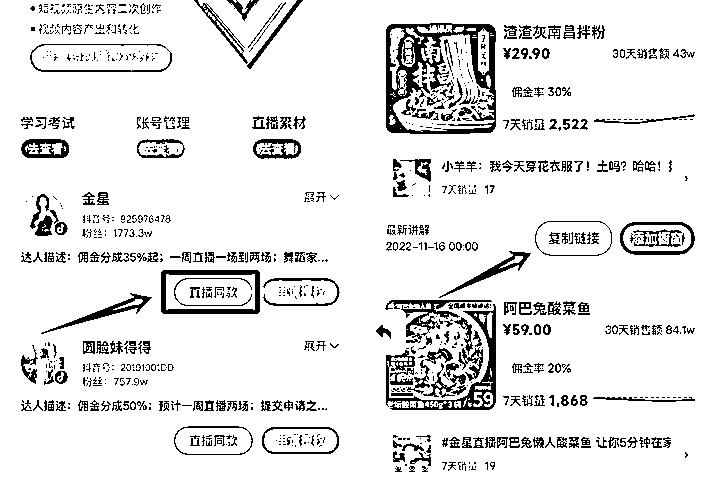 • 短视频原生内容二次创作
• 视频内容产出和转化
学习考试
去查看
账号管理
去查看
直播素材
去查看
金星
展开
抖音号：925976478
粉丝：1773.3w
达人描述：佣金分成35%起；一周直播一场到两场；舞蹈家...
直播同款
圆脸妹得得
展开
抖音号：20191001DD
粉丝：757.9w
达人描述：佣金分成50%；预计一周直播两场；提交申请之...
直播同款
南昌拌粉
渣渣灰南昌拌粉
¥29.90
30天销售额 43w
佣金率 30%
7天销量 2,522
小羊羊：我今天穿花衣服了！土吗？哈哈！
7天销量 17
最新讲解
2022-11-16 00:00
复制链接
添加橱窗
阿巴兔酸菜鱼
¥59.00
30天销售额 84.1w
佣金率 20%
7天销量 1,868
59
#金星直播阿巴兔懒人酸菜鱼 让你5分钟在家
7天销量 19